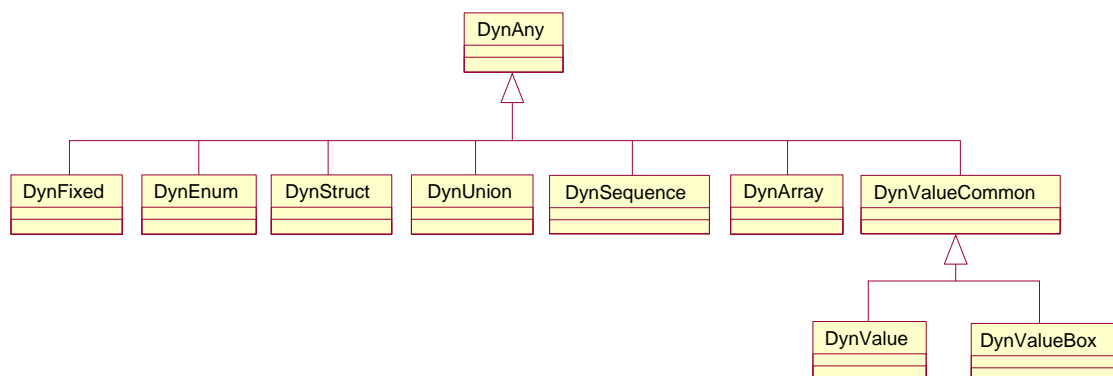 DynAny
DynFixed
DynEnum
DynStruct
DynUnion
DynSequence
DynArray
DynValueCommon
DynValue
DynValueBox